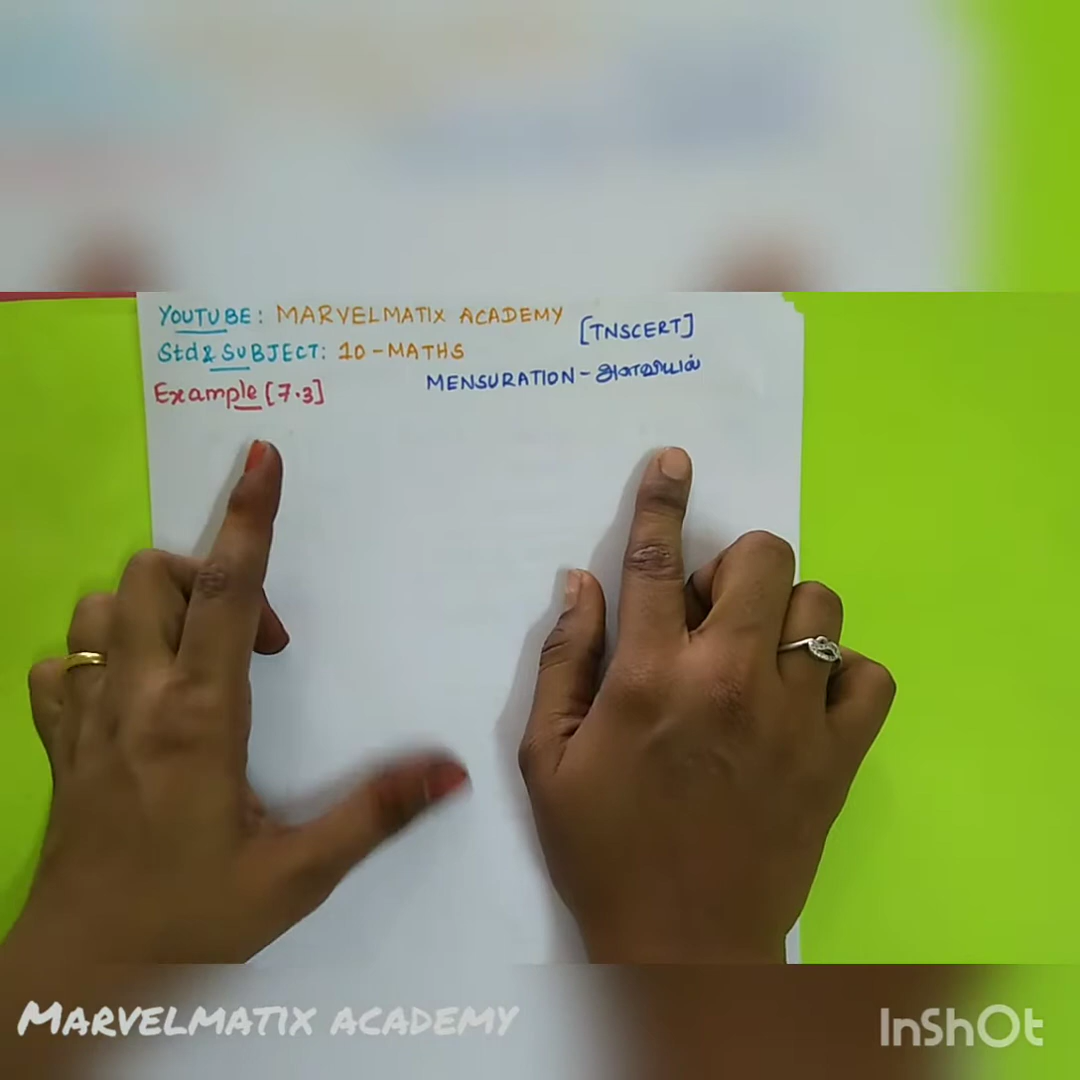 YOUTUBE: MARVELMATIX ACADEMY
[TNSCERT]
Std & SUBJECT: 10 - MATHS
MENSURATION - அளவியல்
Example [7.3]
MARVELMATIX ACADEMY
InShOt